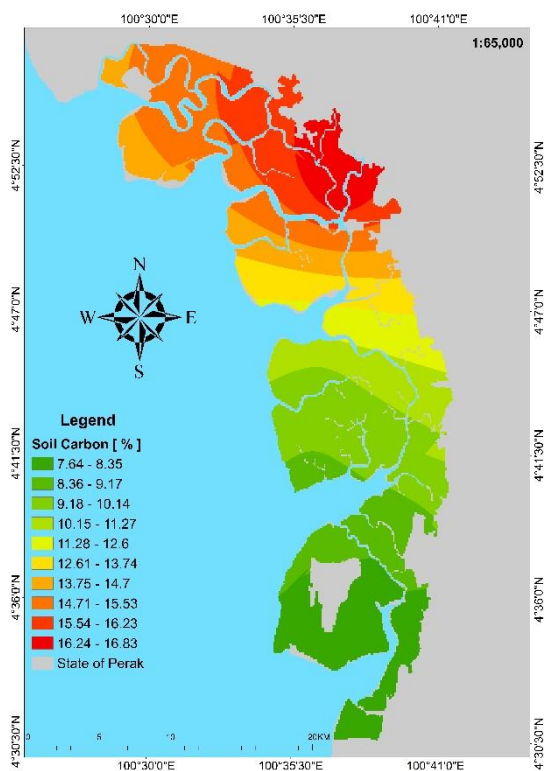 100°30'0"E 100°35'30"E 100°41'0"E
1:65,000
4°52'30"N 4°52'30"N
N
W E
S
4°47'0"N 4°47'0"N
Legend
Soil Carbon [ % ]
7.64 - 8.35
8.36 - 9.17
9.18 - 10.14
10.15 - 11.27
11.28 - 12.6
12.61 - 13.74
13.75 - 14.7
14.71 - 15.53
15.54 - 16.23
16.24 - 16.83
State of Perak
4°41'30"N 4°41'30"N
4°36'0"N 4°36'0"N
0 5 10 20KM
4°30'30"N 4°30'30"N
100°30'0"E 100°35'30"E 100°41'0"E